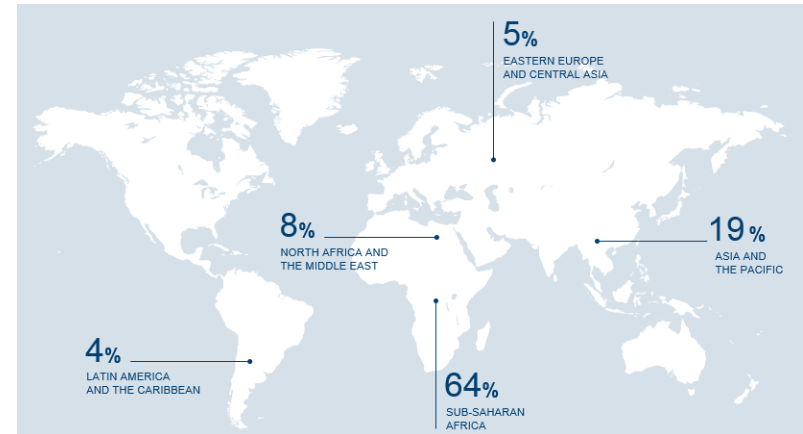 5%
EASTERN EUROPE
AND CENTRAL ASIA
8%
NORTH AFRICA AND
THE MIDDLE EAST
19 %
ASIA AND
THE PACIFIC
4%
LATIN AMERICA
AND THE CARIBBEAN
64%
SUB-SAHARAN
AFRICA